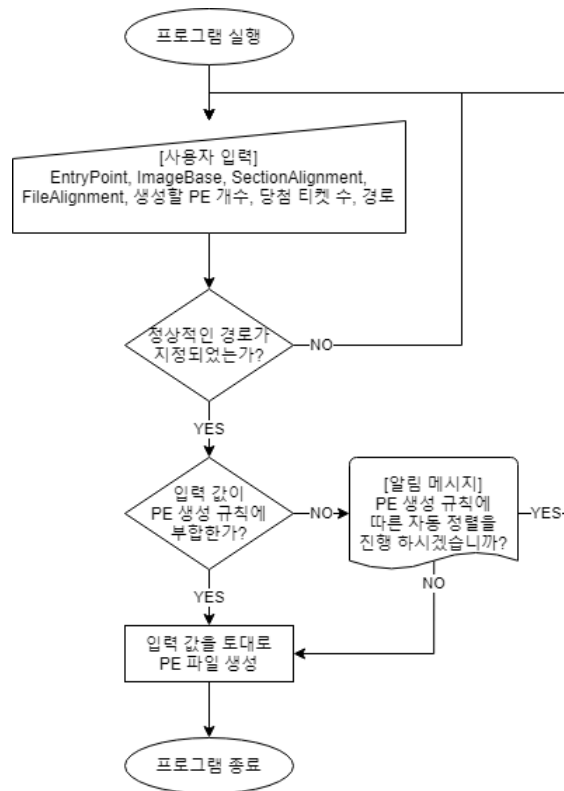 프로그램 실행
[사용자 입력]
EntryPoint, ImageBase, SectionAlignment,
FileAlignment, 생성할 PE 개수, 당첨 티켓 수, 경로
정상적인 경로가
지정되었는가?
NO
YES
입력 값이
PE 생성 규칙에
부합한가?
NO
[알림 메시지]
PE 생성 규칙에
따른 자동 정렬을
진행 하시겠습니까?
YES
NO
YES
입력 값을 토대로
PE 파일 생성
프로그램 종료